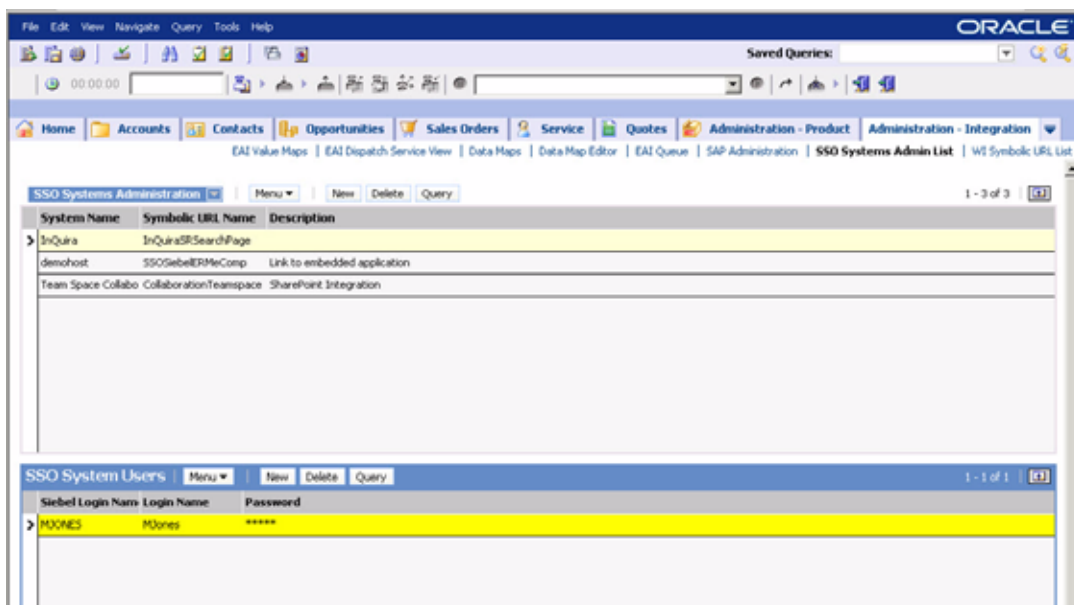 File Edit View Navigate Query Tools Help
ORACLE
Saved Queries:
00:00:00
Home Accounts Contacts Opportunities Sales Orders Service Quotes Administration - Product Administration - Integration
EAI Value Maps | EAI Dispatch Service View | Data Maps | Data Map Editor | EAI Queue | SAP Administration | SSO Systems Admin List | WI Symbolic URL List
SSO Systems Administration Menu New Delete Query 1 - 3 of 3
System Name Symbolic URL Name Description
InQuira InQuiraSRSearchPage
demohost SSOSiebelERMeComp Link to embedded application
Team Space Collabo CollaborationTeamspace SharePoint Integration
SSO System Users Menu New Delete Query 1 - 1 of 1
Siebel Login Nam Login Name Password
MJONES MJones *****